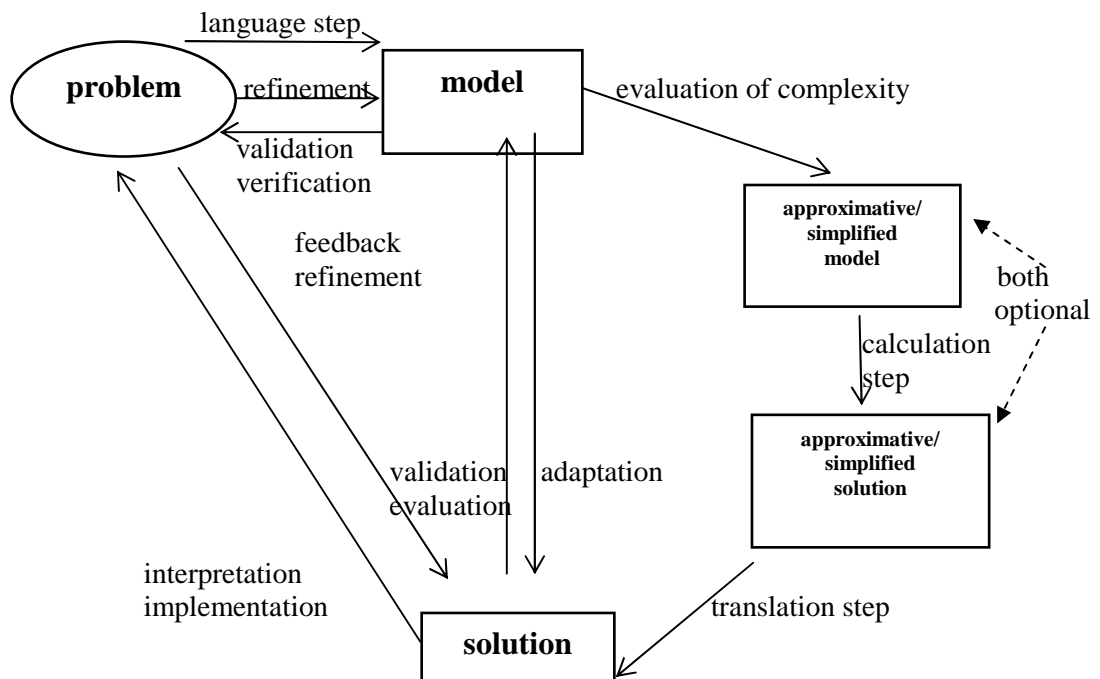 language step
problem
refinement
model
evaluation of complexity
validation
verification
approximative/
simplified
model
feedback
refinement
both
optional
calculation
step
approximative/
simplified
solution
validation
evaluation
adaptation
interpretation
implementation
translation step
solution